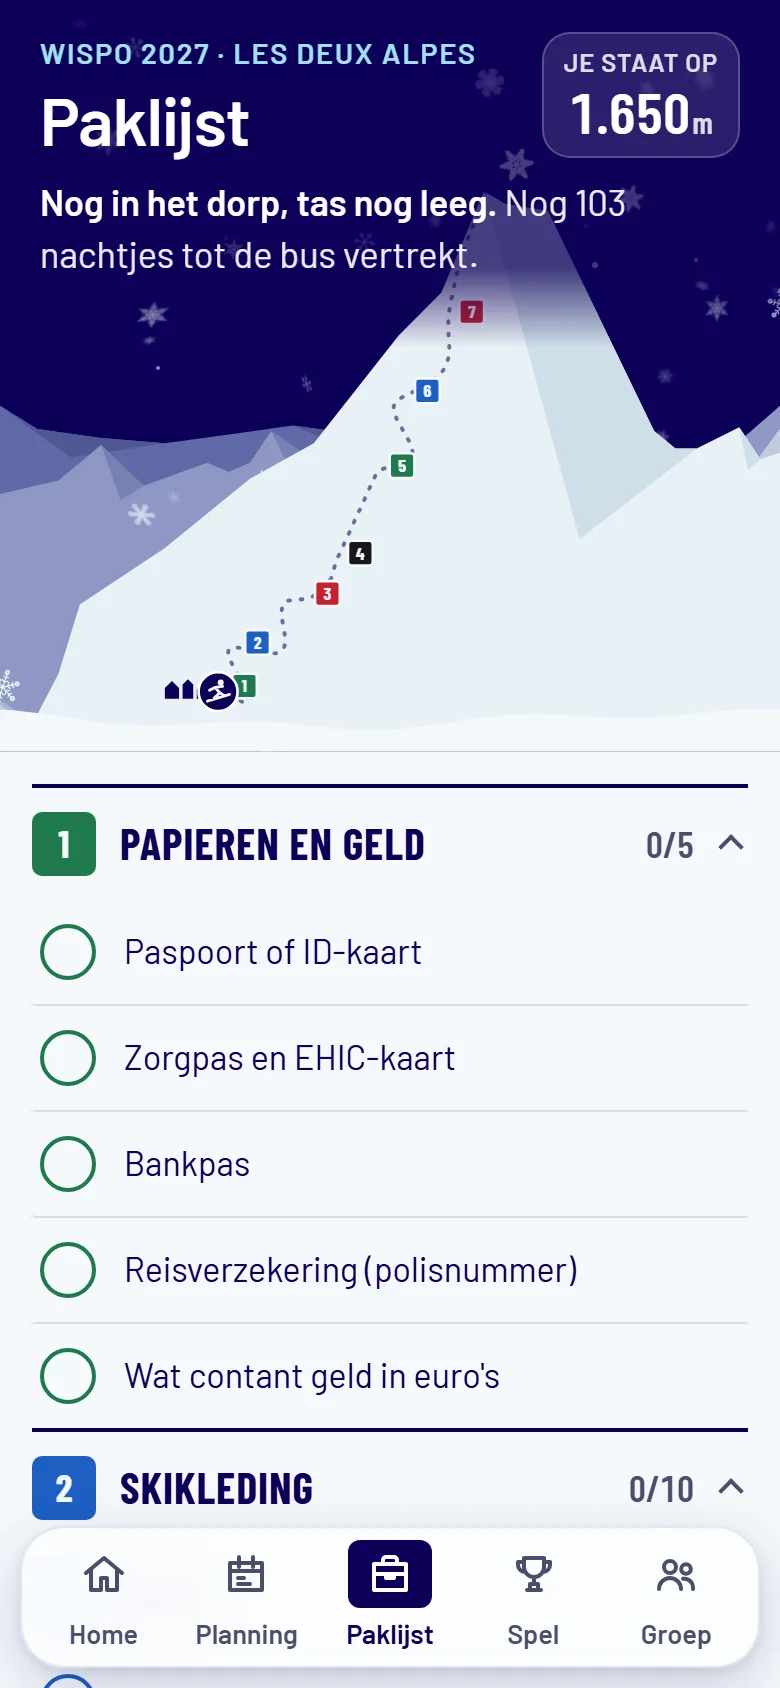 WISPO 2027 · LES DEUX ALPES
JE STAAT OP
1.650m
Paklijst
Nog in het dorp, tas nog leeg. Nog 103
nachtjes tot de bus vertrekt.
7
6
5
4
3
2
1
1 PAPIEREN EN GELD 0/5
Paspoort of ID-kaart
Zorgpas en EHIC-kaart
Bankpas
Reisverzekering (polisnummer)
Wat contant geld in euro's
2 SKIKLEDING 0/10
Home Planning Paklijst Spel Groep